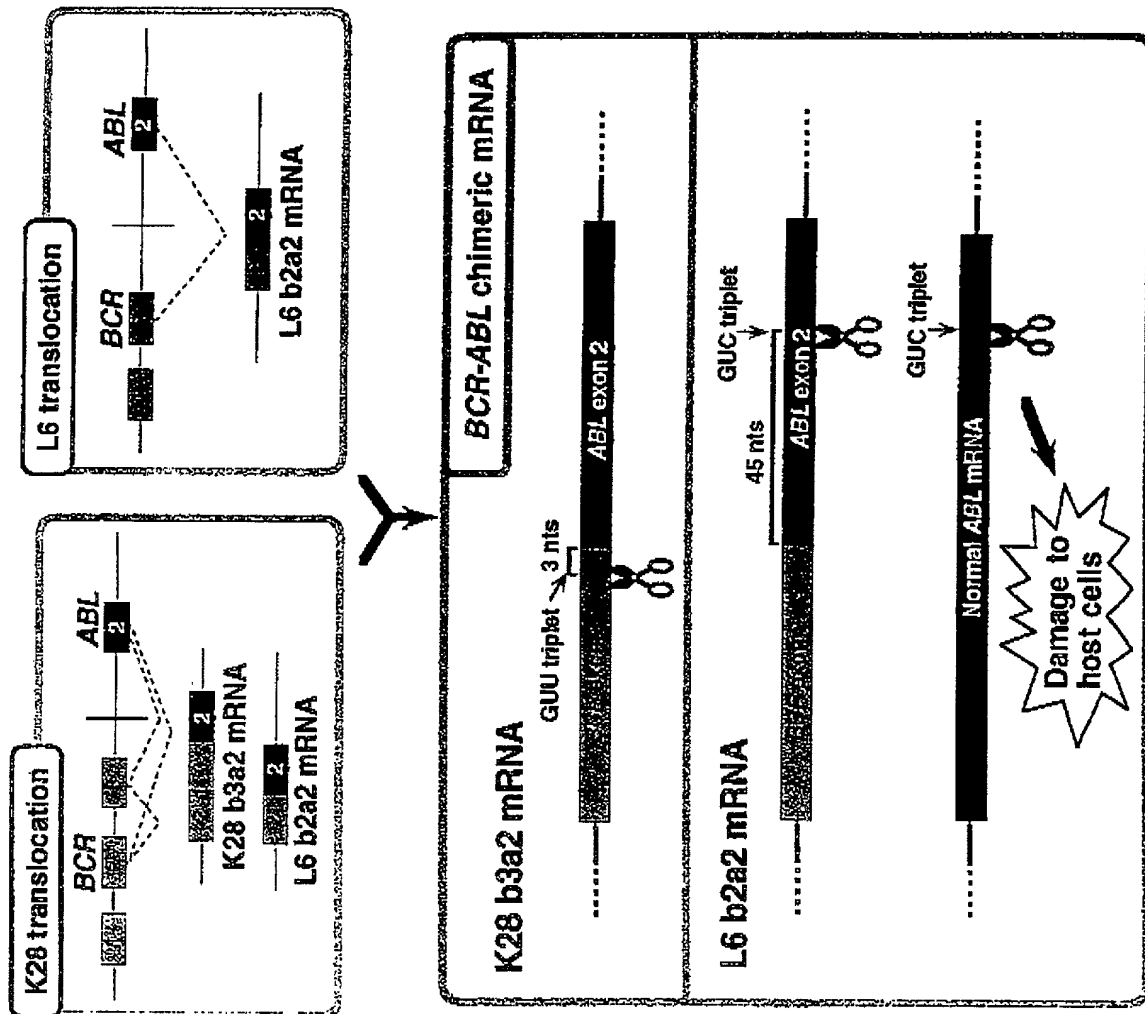 K28 translocation
BCR
ABL
2
K28 b3a2 mRNA
2
L6 b2a2 mRNA
2
L6 translocation
BCR
ABL
2
L6 b2a2 mRNA
2
BCR-ABL chimeric mRNA
K28 b3a2 mRNA
GUU triplet
3 nts
ABL exon 2
L6 b2a2 mRNA
45 nts
GUC triplet
ABL exon 2
GUC triplet
Normal ABL mRNA
Damage to
host cells